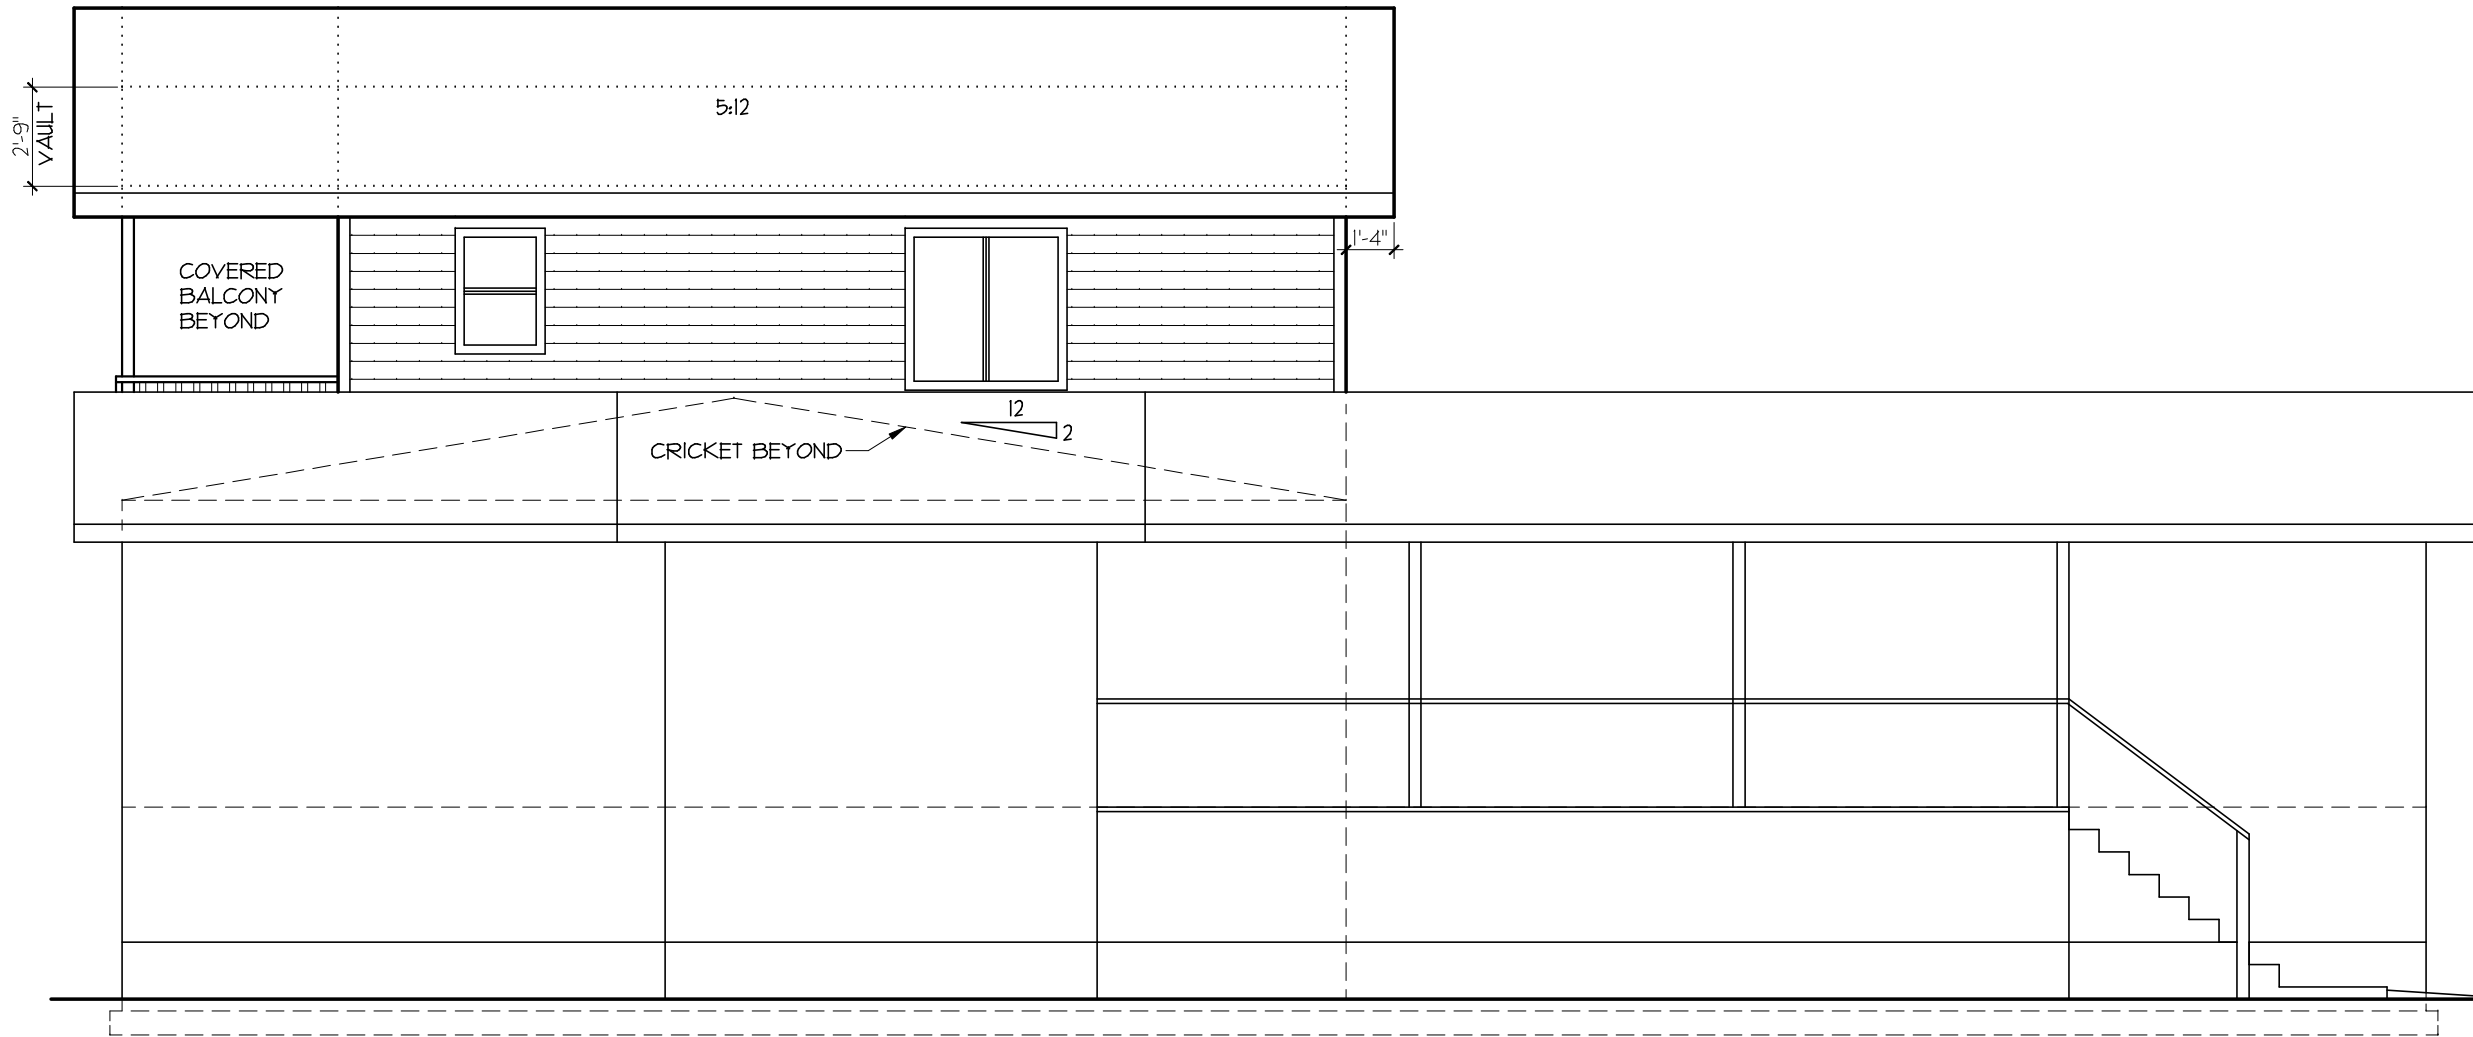 2'-9"
VAULT
5:12
1'-4"
COVERED
BALCONY
BEYOND
12
2
CRICKET BEYOND